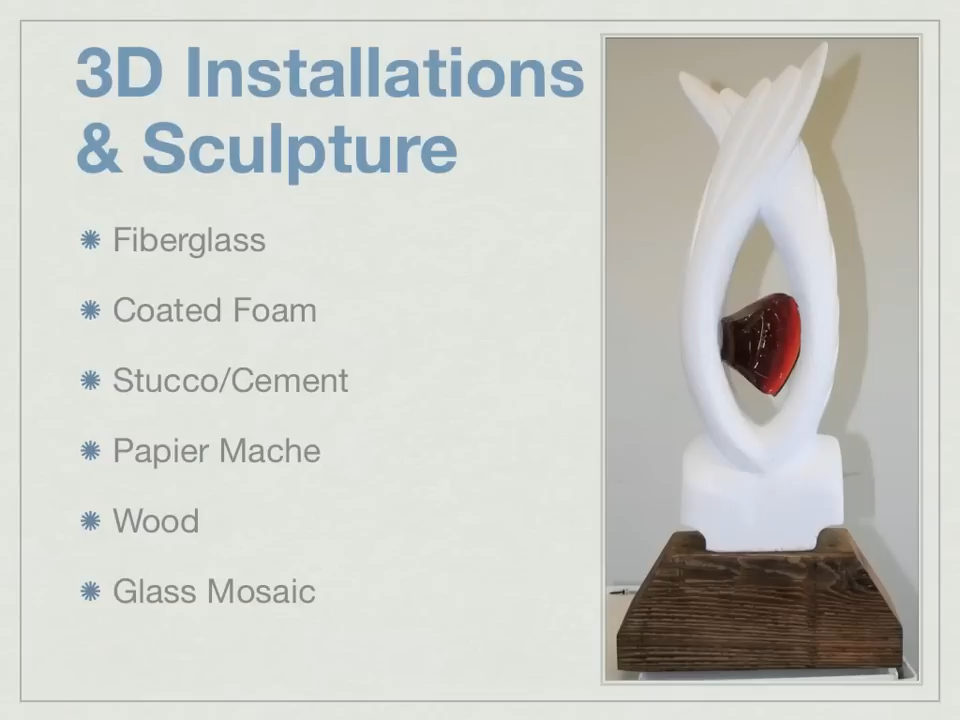 3D Installations
& Sculpture
Fiberglass
Coated Foam
Stucco/Cement
Papier Mache
Wood
Glass Mosaic